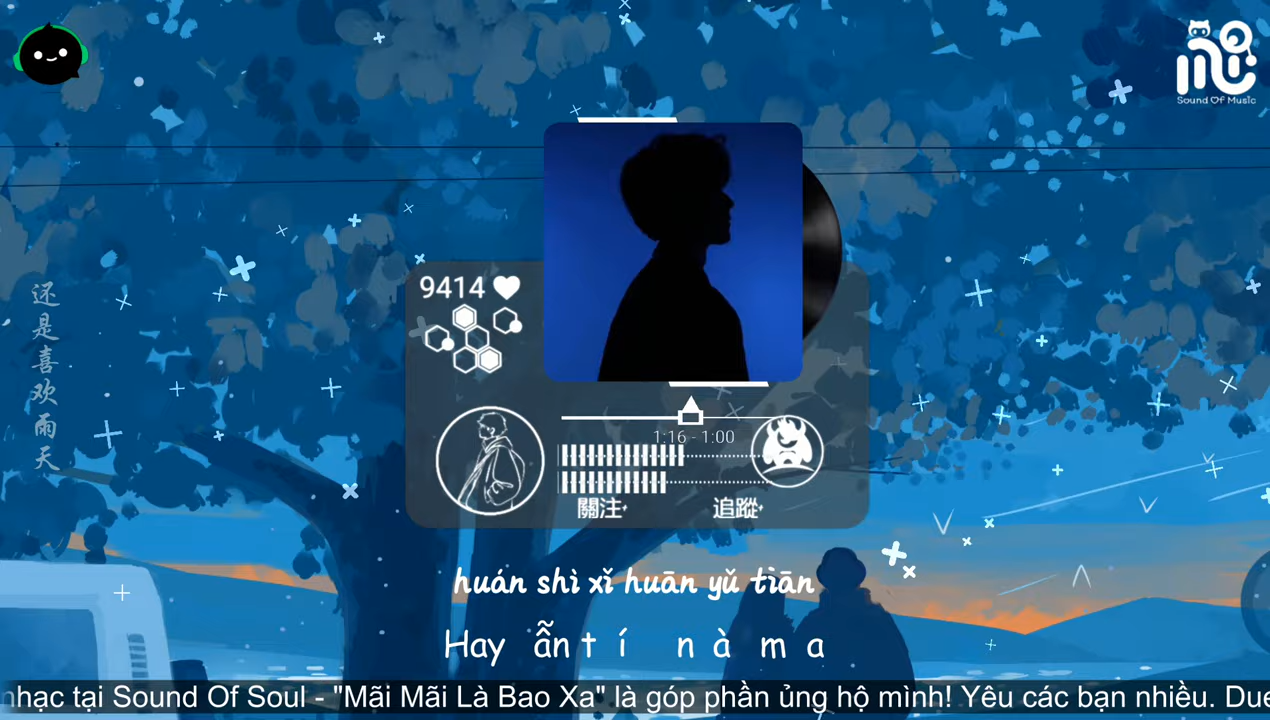 Sound Of Music
9414
还是喜欢雨天
1:16 - 1:00
關注
追蹤
huán shì xǐ huān yǔ tiān
Hay ẫn t í n à m a
nhạc tại Sound Of Soul - "Mãi Mãi Là Bao Xa" là góp phần ủng hộ mình! Yêu các bạn nhiều. Due